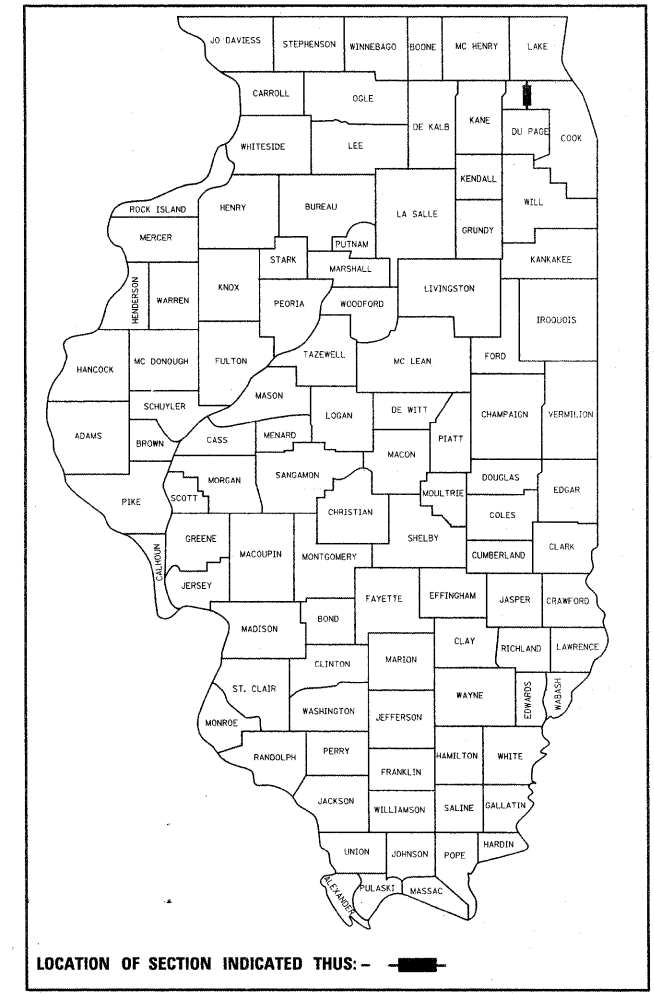 JO DAVIESS STEPHENSON WINNEBAGO BOONE MC HENRY LAKE
CARROLL OGLE DE KALB KANE DU PAGE COOK
WHITESIDE LEE
KENDALL
ROCK ISLAND HENRY BUREAU LA SALLE WILL
MERCER PUTNAM GRUNDY
STARK MARSHALL KANKAKEE
HENDERSON WARREN KNOX PEORIA WOODFORD LIVINGSTON IROQUOIS
HANCOCK MC DONOUGH FULTON TAZEWELL MC LEAN FORD
SCHUYLER MASON LOGAN DE WITT CHAMPAIGN VERMILION
ADAMS BROWN CASS MENARD MACON PIATT
PIKE SCOTT MORGAN SANGAMON CHRISTIAN MOULTRIE DOUGLAS EDGAR
COLES
CALHOUN GREENE MACOUPIN MONTGOMERY SHELBY CUMBERLAND CLARK
JERSEY FAYETTE EFFINGHAM JASPER CRAWFORD
MADISON BOND
CLINTON MARION CLAY RICHLAND LAWRENCE
ST. CLAIR WAYNE EDWARDS WABASH
MONROE WASHINGTON JEFFERSON
RANDOLPH PERRY HAMILTON WHITE
FRANKLIN
JACKSON WILLIAMSON SALINE GALLATIN
UNION JOHNSON POPE HARDIN
ALEXANDER PULASKI MASSAC
LOCATION OF SECTION INDICATED THUS: -